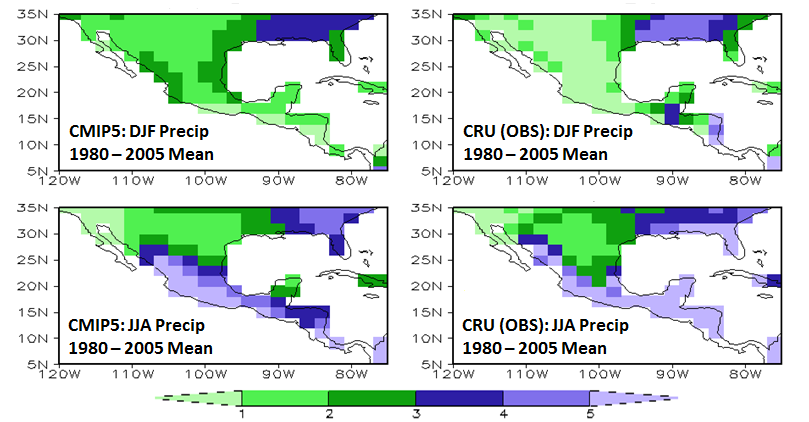 35N
30N
25N
20N
15N
10N
5N
CMIP5: DJF Precip
1980 – 2005 Mean
120W 110W 100W 90W 80W
35N
30N
25N
20N
15N
10N
5N
CRU (OBS): DJF Precip
1980 – 2005 Mean
120W 110W 100W 90W 80W
35N
30N
25N
20N
15N
10N
5N
CMIP5: JJA Precip
1980 – 2005 Mean
120W 110W 100W 90W 80W
35N
30N
25N
20N
15N
10N
5N
CRU (OBS): JJA Precip
1980 – 2005 Mean
120W 110W 100W 90W 80W
1 2 3 4 5